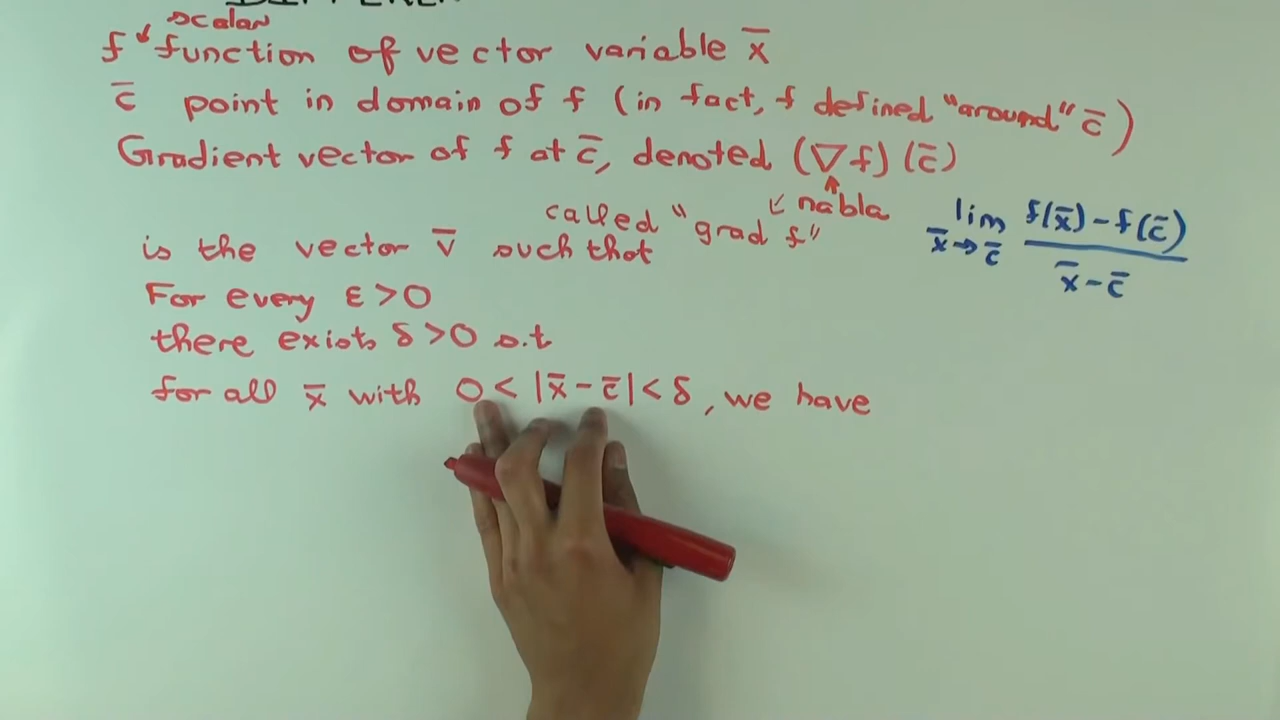 scalar
f function of vector variable x̄
c̄ point in domain of f (in fact, f defined "around" c̄)
Gradient vector of f at c̄, denoted (∇f)(c̄)
called "grad f" nabla
is the vector v̄ such that
For every ε>0
there exists δ>0 s.t
for all x̄ with 0<|x̄-c̄|<δ, we have
lim x̄→c̄ f(x̄)-f(c̄) / x̄-c̄